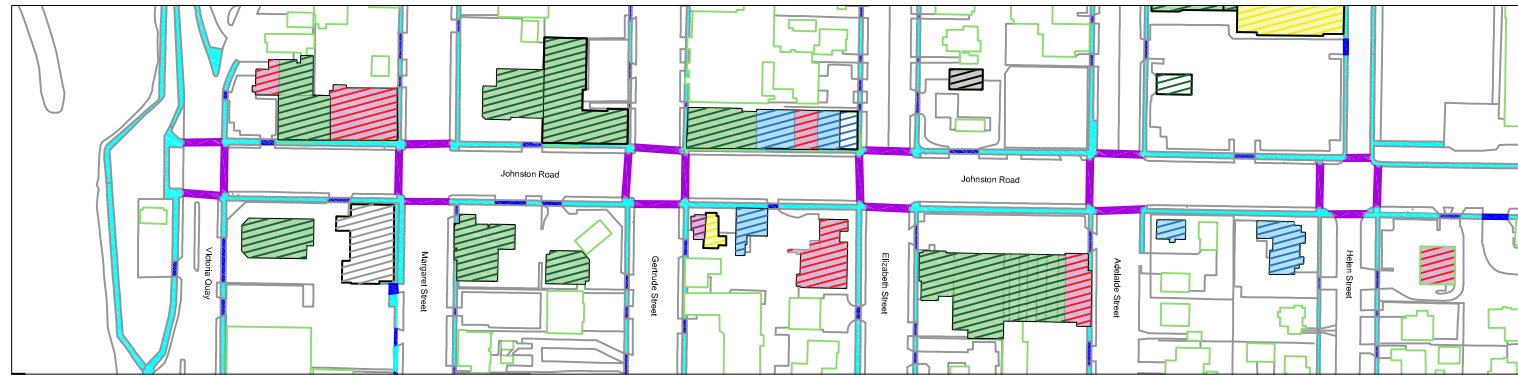 Johnston Road
Johnston Road
Victoria Quay
Margaret Street
Gertrude Street
Elizabeth Street
Adelaide Street
Helen Street